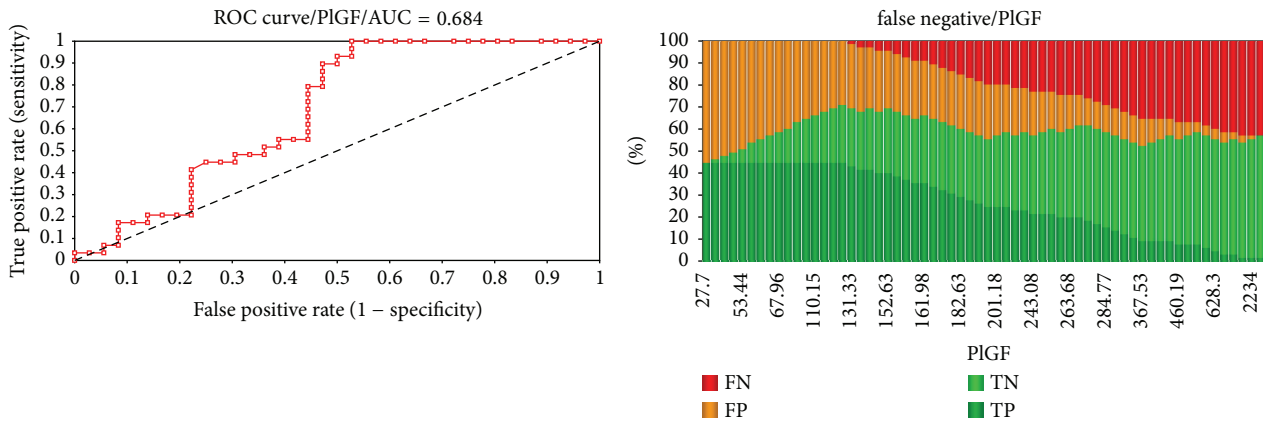 ROC curve/PlGF/AUC = 0.684
True positive rate (sensitivity)
1
0.9
0.8
0.7
0.6
0.5
0.4
0.3
0.2
0.1
0
0 0.1 0.2 0.3 0.4 0.5 0.6 0.7 0.8 0.9 1
False positive rate (1 − specificity)
false negative/PlGF
(%)
100
90
80
70
60
50
40
30
20
10
0
27.7 53.44 67.96 110.15 131.33 152.63 161.98 182.63 201.18 243.08 263.68 284.77 367.53 460.19 628.3 2234
PlGF
FN TN
FP TP